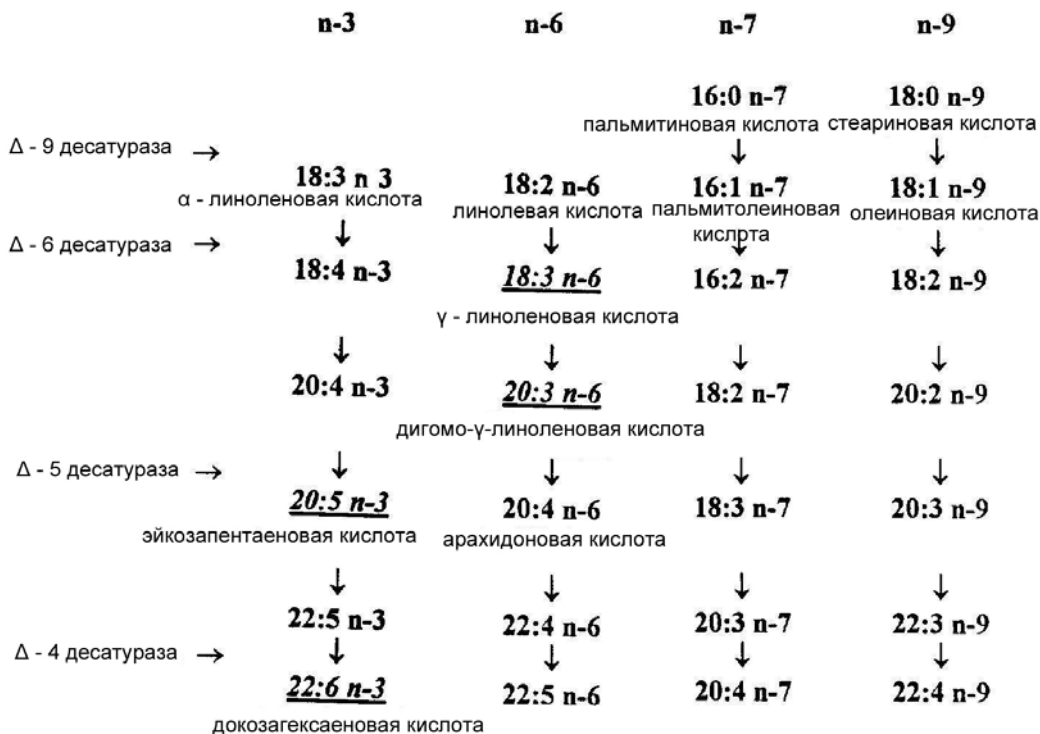 n-3 n-6 n-7 n-9
16:0 n-7 18:0 n-9
пальмитиновая кислота стеариновая кислота
Δ - 9 десатураза →
↓ ↓
18:3 n 3 18:2 n-6 16:1 n-7 18:1 n-9
α - линоленовая кислота линолевая кислота пальмитолеиновая олеиновая кислота
кислрта
Δ - 6 десатураза → ↓ ↓ ↓ ↓
18:4 n-3 18:3 n-6 16:2 n-7 18:2 n-9
γ - линоленовая кислота
↓ ↓ ↓ ↓
20:4 n-3 20:3 n-6 18:2 n-7 20:2 n-9
дигомо-γ-линоленовая кислота
Δ - 5 десатураза → ↓ ↓ ↓ ↓
20:5 n-3 20:4 n-6 18:3 n-7 20:3 n-9
эйкозапентаеновая кислота арахидоновая кислота
↓ ↓ ↓ ↓
22:5 n-3 22:4 n-6 20:3 n-7 22:3 n-9
Δ - 4 десатураза → ↓ ↓ ↓ ↓
22:6 n-3 22:5 n-6 20:4 n-7 22:4 n-9
докозагексаеновая кислота